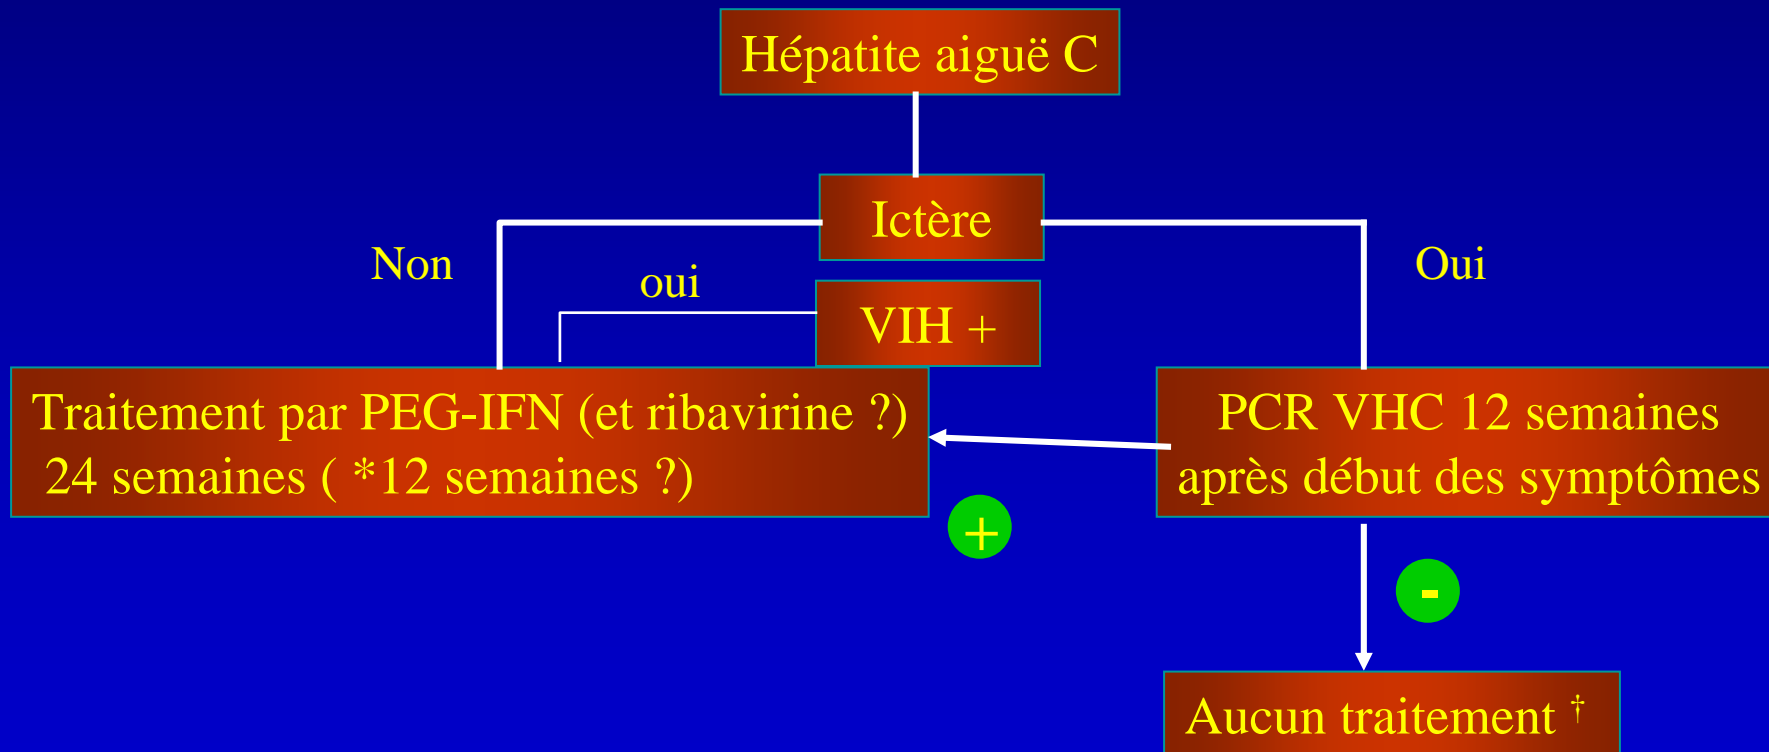 Hépatite aiguë C
Ictère
Non
Oui
oui
VIH +
Traitement par PEG-IFN (et ribavirine ?)
24 semaines ( *12 semaines ?)
PCR VHC 12 semaines
après début des symptômes
+
-
Aucun traitement †